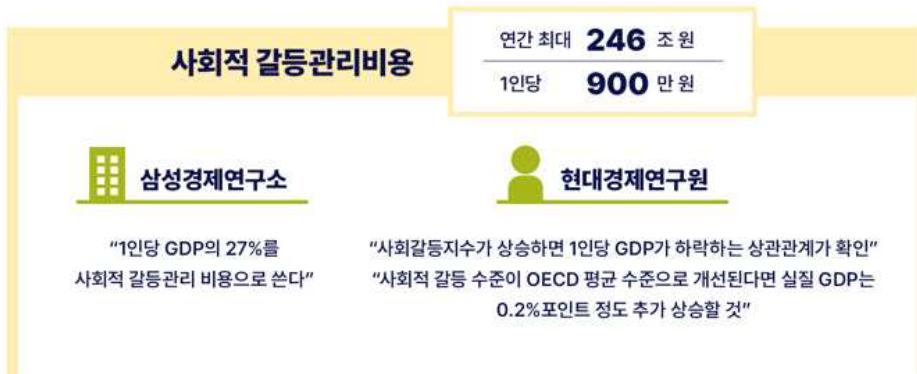 사회적 갈등관리비용
연간 최대 246 조 원
1인당 900 만 원
삼성경제연구소
“1인당 GDP의 27%를
사회적 갈등관리 비용으로 쓴다”
현대경제연구원
“사회갈등지수가 상승하면 1인당 GDP가 하락하는 상관관계가 확인”
“사회적 갈등 수준이 OECD 평균 수준으로 개선된다면 실질 GDP는
0.2%포인트 정도 추가 상승할 것”